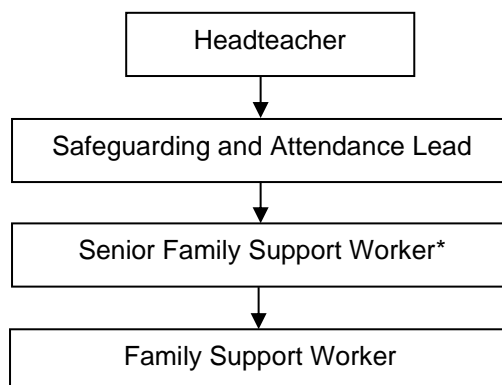 Headteacher
Safeguarding and Attendance Lead
Senior Family Support Worker*
Family Support Worker